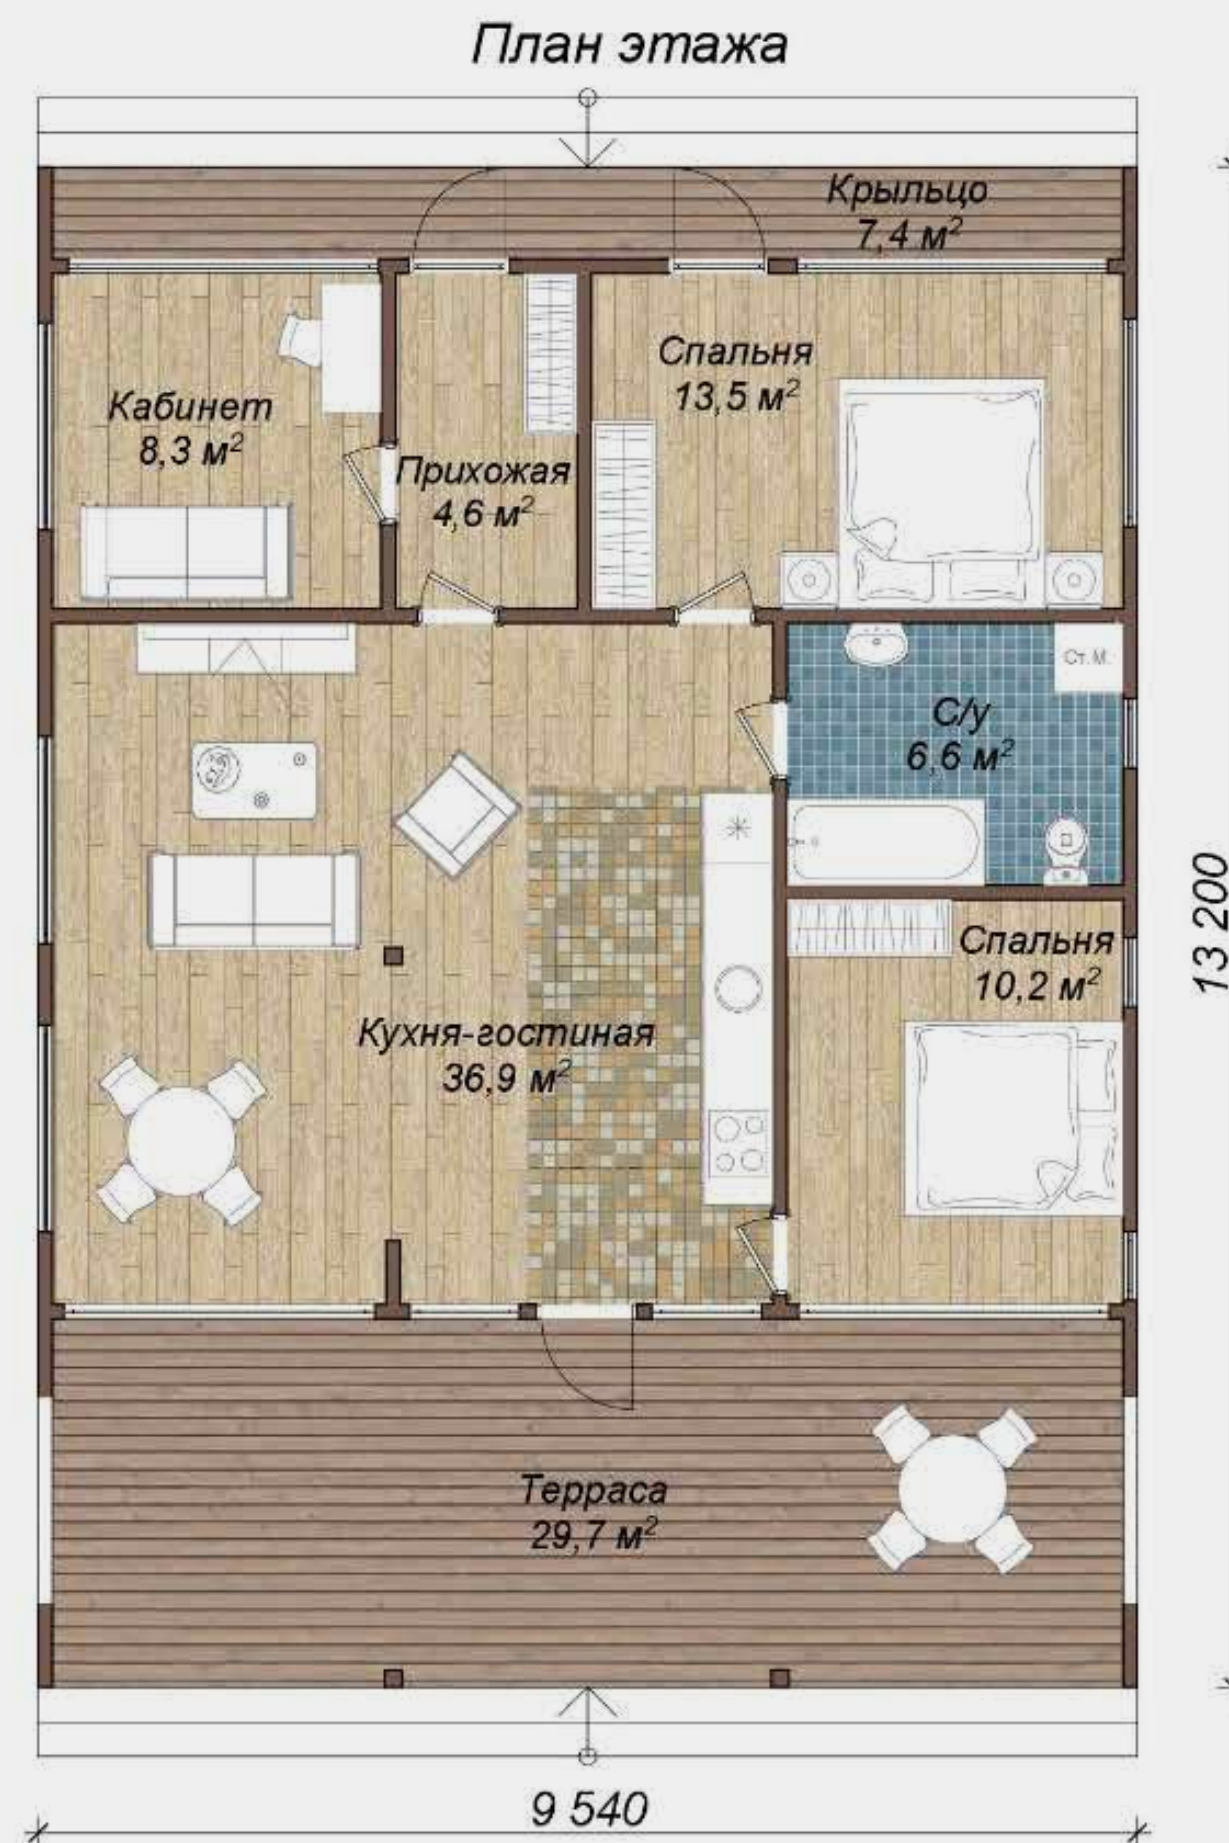 План этажа
Крыльцо
7,4 м²
Спальня
13,5 м²
Кабинет
8,3 м²
Прихожая
4,6 м²
Ст.М.
С/у
6,6 м²
Спальня
10,2 м²
13 200
Кухня-гостиная
36,9 м²
Терраса
29,7 м²
9 540